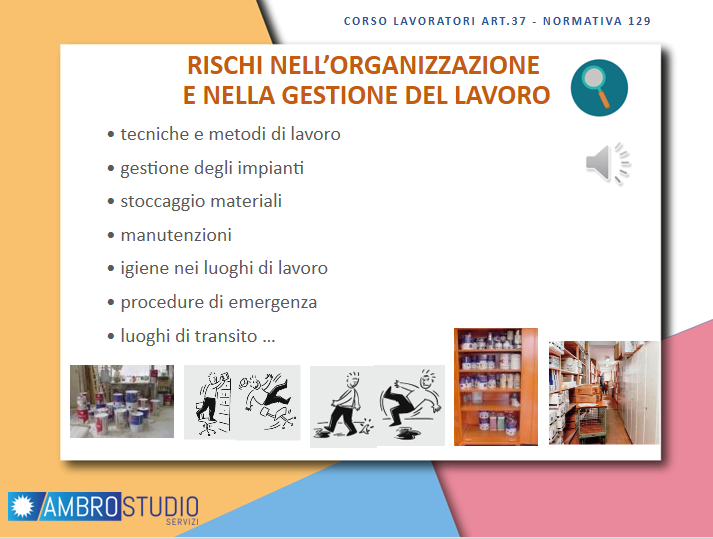 CORSO LAVORATORI ART.37 - NORMATIVA 129
RISCHI NELL'ORGANIZZAZIONE
E NELLA GESTIONE DEL LAVORO
• tecniche e metodi di lavoro
• gestione degli impianti
• stoccaggio materiali
• manutenzioni
• igiene nei luoghi di lavoro
• procedure di emergenza
• luoghi di transito ...
AMBROSTUDIO
SERVIZI